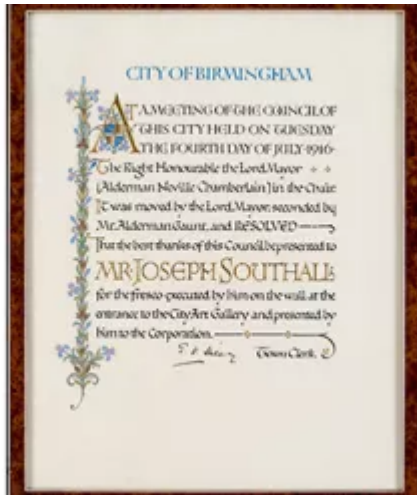 CITY OF BIRMINGHAM
AT A MEETING OF THE COUNCIL OF
THIS CITY HELD ON TUESDAY
THE FOURTH DAY OF JULY·1916·
The Right Honourable the Lord Mayor
(Alderman Neville Chamberlain) in the Chair
It was moved by the Lord Mayor, seconded by
Mr. Alderman Gaunt, and RESOLVED
That the best thanks of this Council be presented to
MR JOSEPH SOUTHALL
for the fresco executed by him on the wall at the
entrance to the City Art Gallery and presented by
him to the Corporation.
Town Clerk.